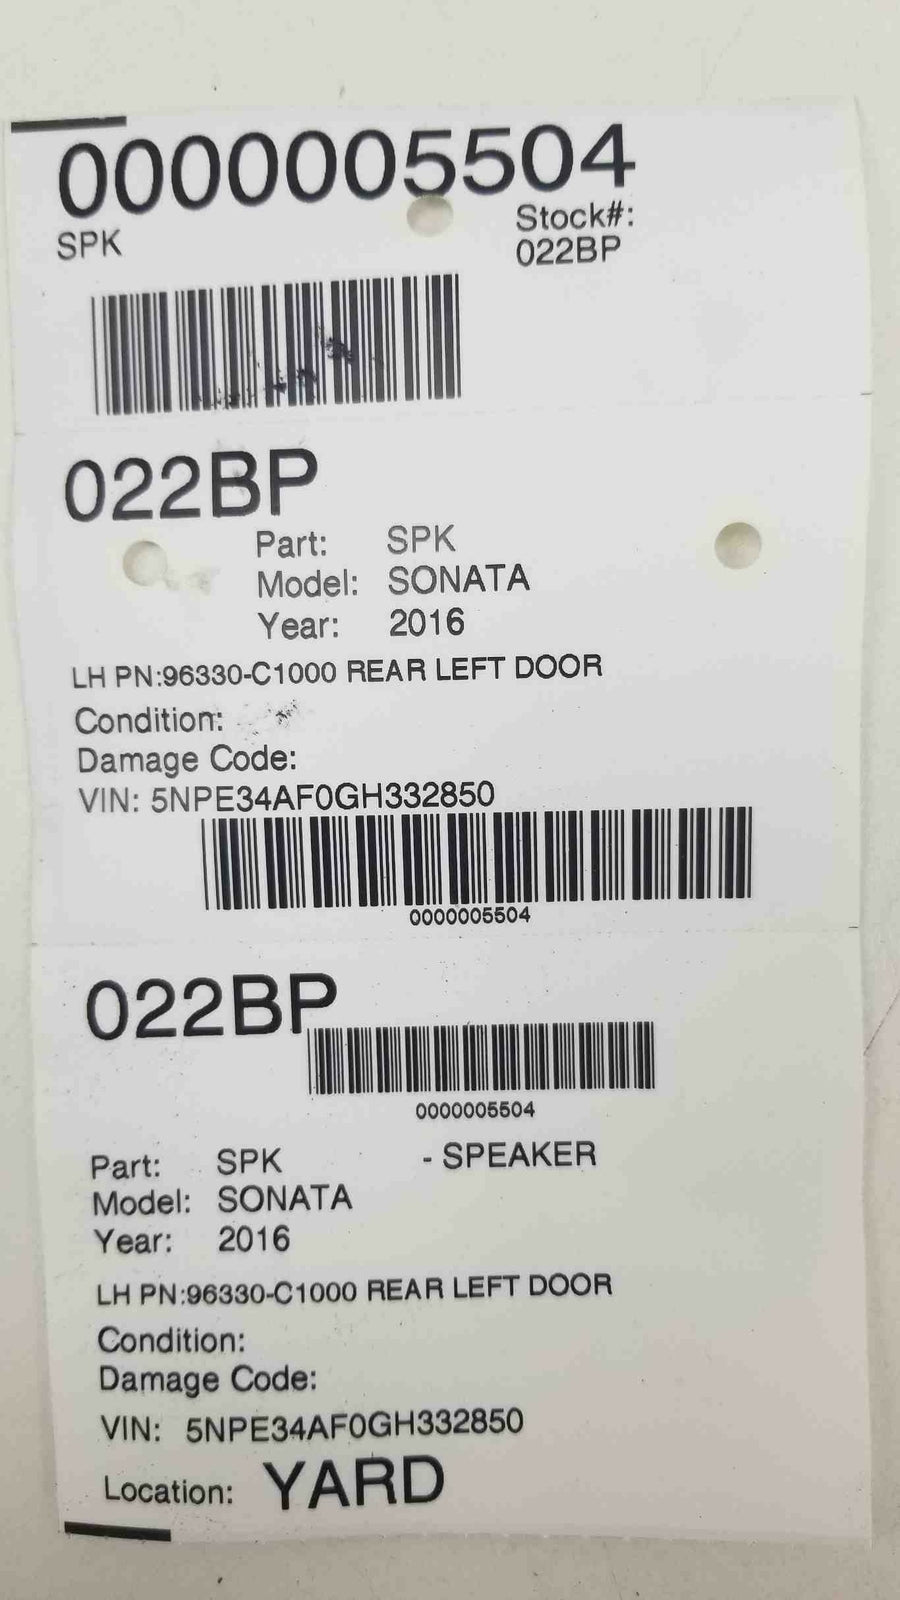 0000005504
SPK
Stock#:
022BP
022BP
Part: SPK
Model: SONATA
Year: 2016
LH PN:96330-C1000 REAR LEFT DOOR
Condition:
Damage Code:
VIN: 5NPE34AF0GH332850
0000005504
022BP
0000005504
Part: SPK - SPEAKER
Model: SONATA
Year: 2016
LH PN:96330-C1000 REAR LEFT DOOR
Condition:
Damage Code:
VIN: 5NPE34AF0GH332850
Location: YARD